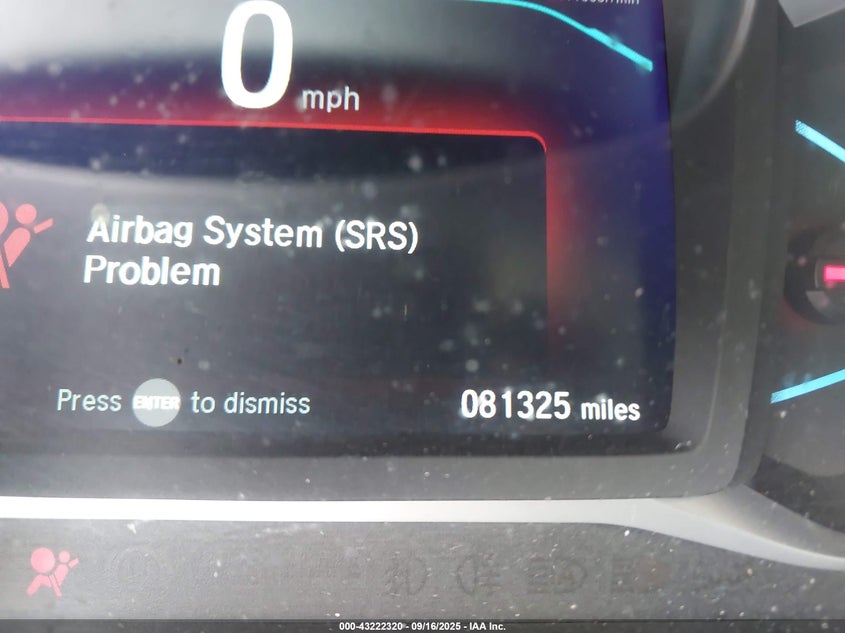 0 mph
Airbag System (SRS)
Problem
Press ENTER to dismiss
081325 miles
000-43222320 - 09/16/2025 - IAA Inc.